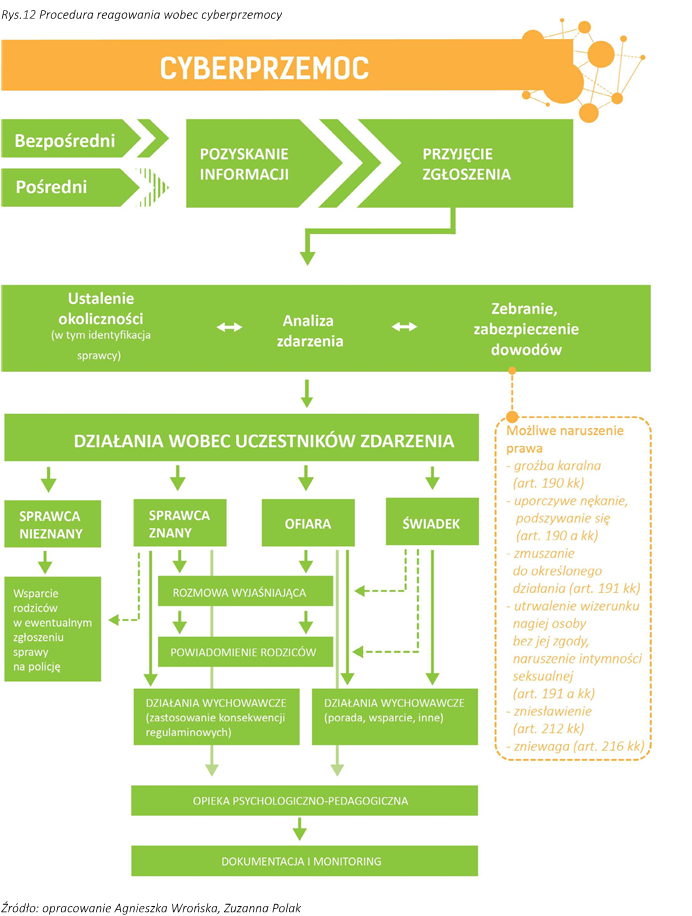 Rys.12 Procedura reagowania wobec cyberprzemocy
CYBERPRZEMOC
Bezpośredni
Pośredni
POZYSKANIE
INFORMACJI
PRZYJĘCIE
ZGŁOSZENIA
Ustalenie
okoliczności
(w tym identyfikacja
sprawcy)
Analiza
zdarzenia
Zebranie,
zabezpieczenie
dowodów
DZIAŁANIA WOBEC UCZESTNIKÓW ZDARZENIA
SPRAWCA
NIEZNANY
SPRAWCA
ZNANY
OFIARA
ŚWIADEK
Wsparcie
rodziców
w ewentualnym
zgłoszeniu
sprawy
na policję
ROZMOWA WYJAŚNIAJĄCA
POWIADOMIENIE RODZICÓW
DZIAŁANIA WYCHOWAWCZE
(zastosowanie konsekwencji
regulaminowych)
DZIAŁANIA WYCHOWAWCZE
(porada, wsparcie, inne)
OPIEKA PSYCHOLOGICZNO-PEDAGOGICZNA
DOKUMENTACJA I MONITORING
Możliwe naruszenie
prawa
- groźba karalna
(art. 190 kk)
- uporczywe nękanie,
podszywanie się
(art. 190 a kk)
- zmuszanie
do określonego
działania (art. 191 kk)
- utrwalenie wizerunku
nagiej osoby
bez jej zgody,
naruszenie intymności
seksualnej
(art. 191 a kk)
- zniesławienie
(art. 212 kk)
- zniewaga (art. 216 kk)
Źródło: opracowanie Agnieszka Wrońska, Zuzanna Polak